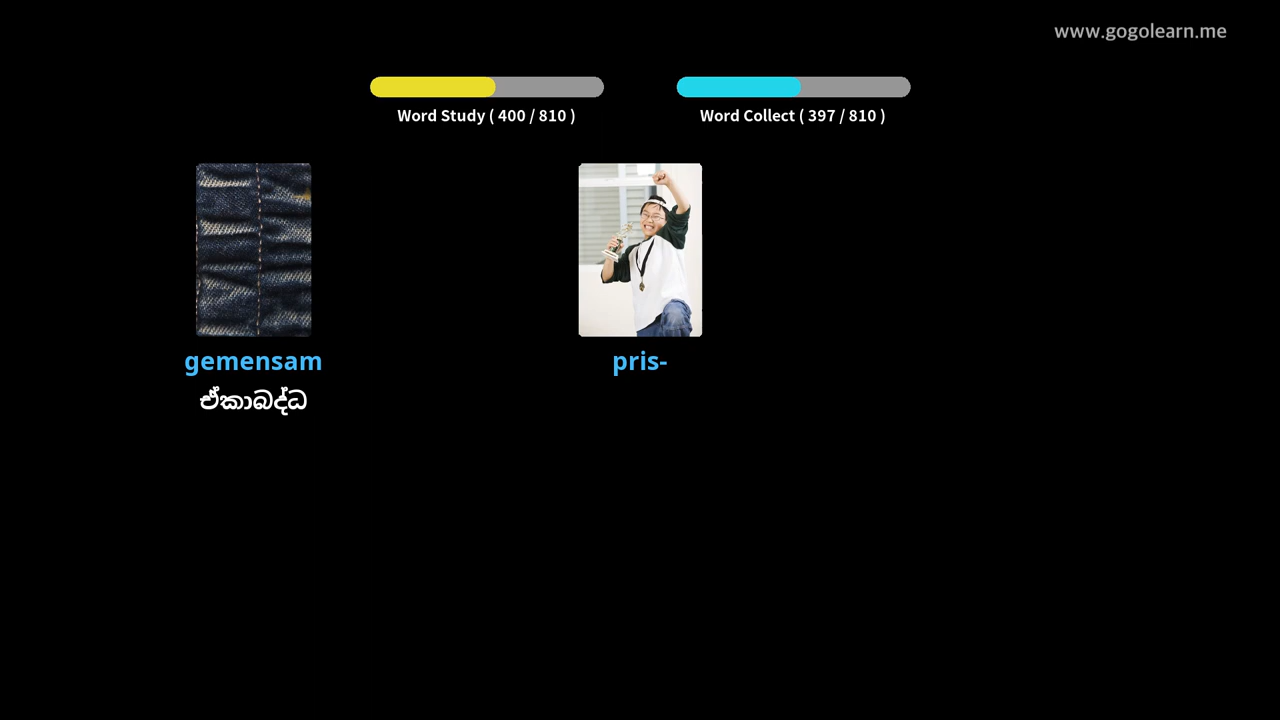 www.gogolearn.me
Word Study ( 400 / 810 )
Word Collect ( 397 / 810 )
gemensam
ඒකාබද්ධ
pris-